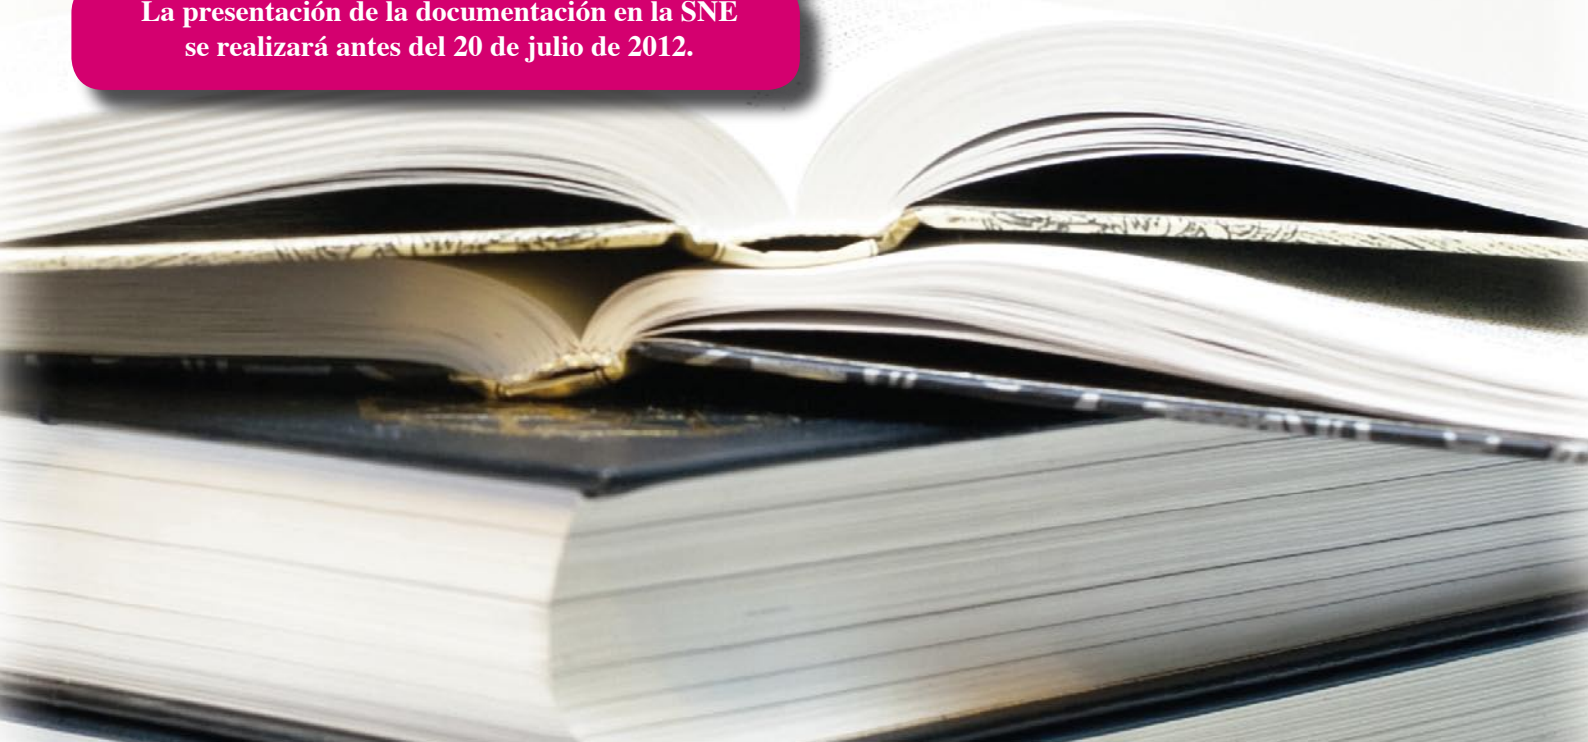 La presentación de la documentación en la SNE
se realizará antes del 20 de julio de 2012.